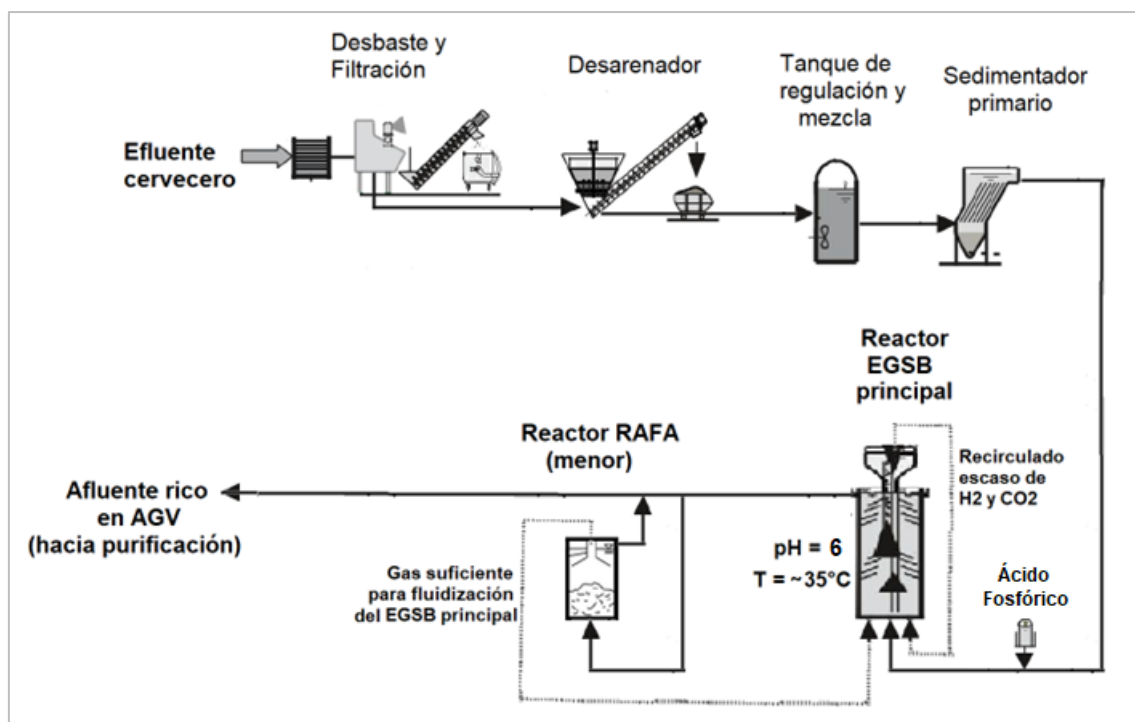 Desbaste y
Filtración
Desarenador
Tanque de
regulación y
mezcla
Sedimentador
primario
Efluente
cervecero
Reactor
EGSB
principal
Reactor RAFA
(menor)
Recirculado
escaso de
H2 y CO2
Afluente rico
en AGV
(hacia purificación)
pH = 6
T = ~35°C
Gas suficiente
para fluidización
del EGSB principal
Ácido
Fosfórico